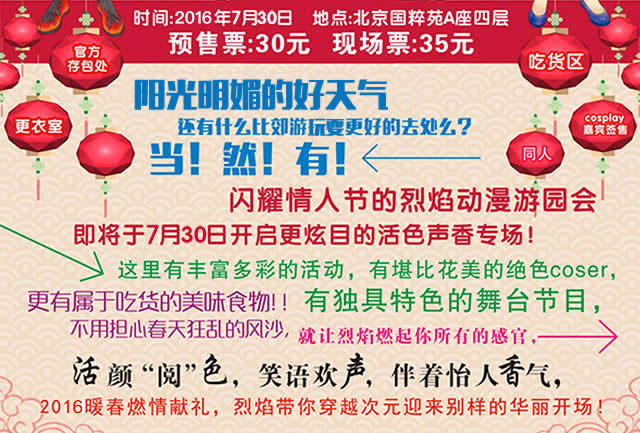 时间:2016年7月30日 地点:北京国粹苑A座四层
预售票:30元 现场票:35元
官方
存包处
吃货区
更衣室
cosplay
嘉宾签售
同人
阳光明媚的好天气
还有什么比郊游玩耍更好的去处么?
当!然!有!
闪耀情人节的烈焰动漫游园会
即将于7月30日开启更炫目的活色声香专场!
这里有丰富多彩的活动,有堪比花美的绝色coser,
更有属于吃货的美味食物!!有独具特色的舞台节目,
不用担心春天狂乱的风沙,就让烈焰燃起你所有的感官,
活颜“阅”色,笑语欢声,伴着怡人香气,
2016暖春燃情献礼,烈焰带你穿越次元迎来别样的华丽开场!